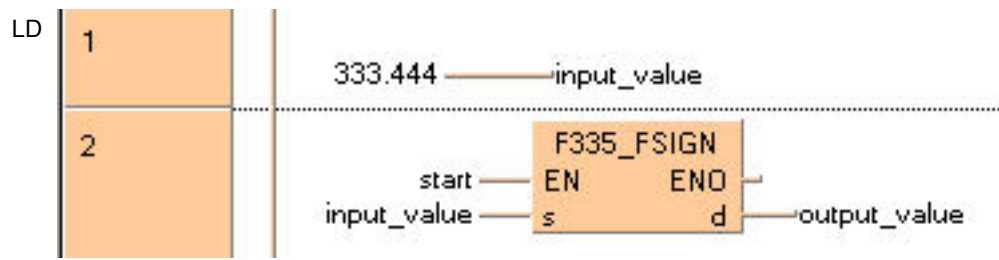 LD
1
333.444 input_value
2
F335_FSIGN
start EN ENO
input_value s d output_value